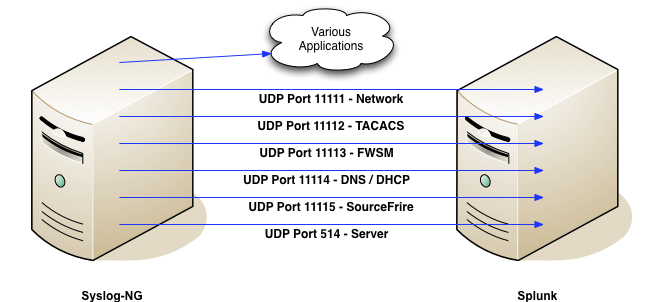 Various
Applications
UDP Port 11111 - Network
UDP Port 11112 - TACACS
UDP Port 11113 - FWSM
UDP Port 11114 - DNS / DHCP
UDP Port 11115 - SourceFrire
UDP Port 514 - Server
Syslog-NG
Splunk